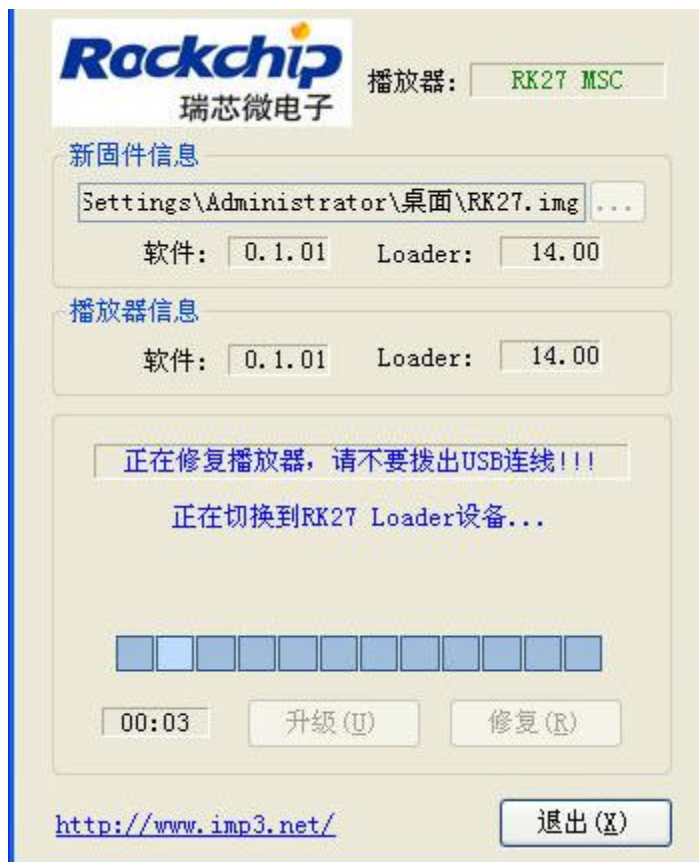 Rockchip
瑞芯微电子
播放器: RK27 MSC
新固件信息
Settings\Administrator\桌面\RK27.img ...
软件: 0.1.01 Loader: 14.00
播放器信息
软件: 0.1.01 Loader: 14.00
正在修复播放器，请不要拨出USB连线!!!
正在切换到RK27 Loader设备...
00:03 升级(U) 修复(R)
http://www.imp3.net/ 退出(X)